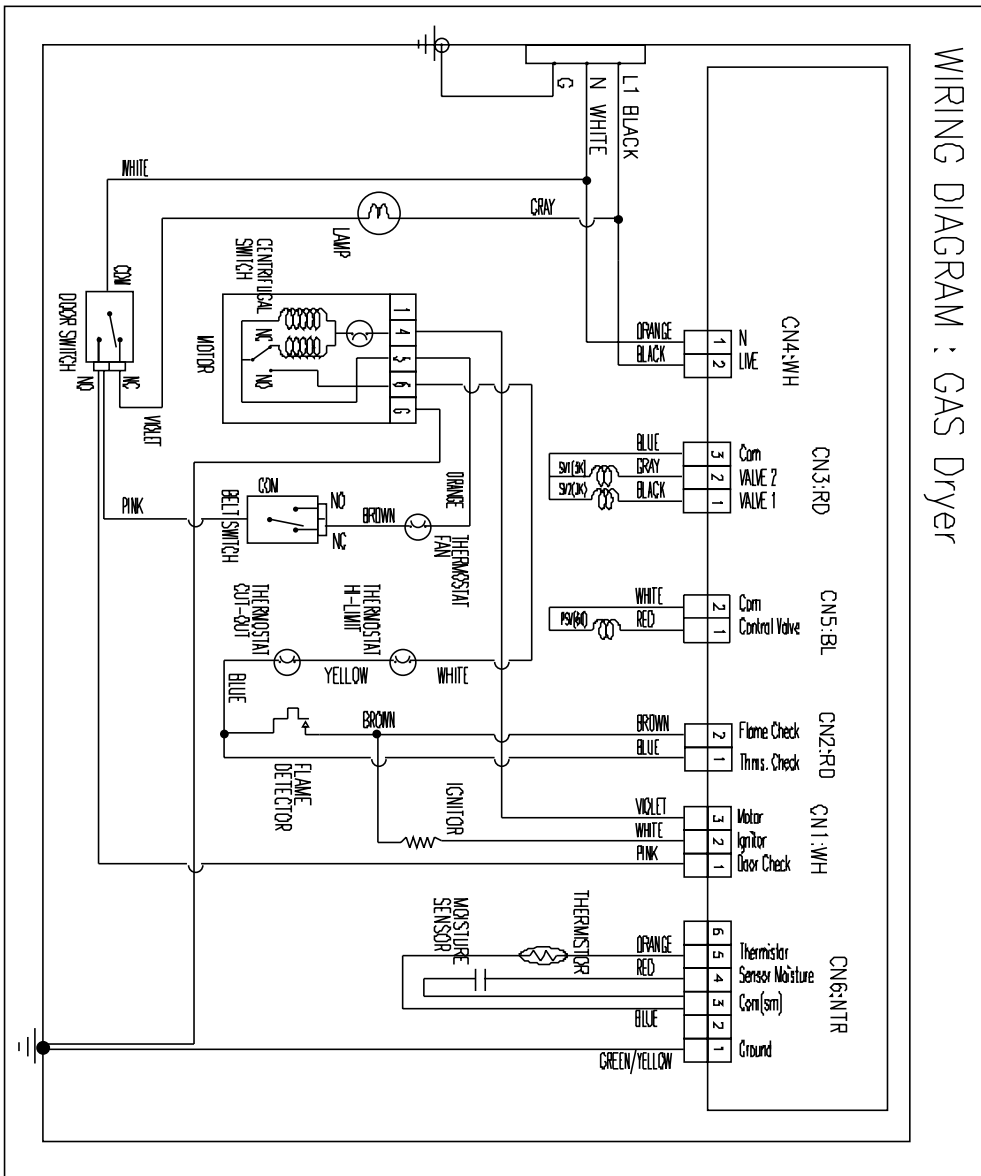 WIRING DIAGRAM : GAS Dryer
L1 BLACK
N WHITE
G
WHITE
GRAY
LAMP
COM
DOOR SWITCH
NO
NC
VIOLET
CENTRIFUGAL
SWITCH
NC
NO
MOTOR
1
4
5
6
G
PINK
COM
NO
NC
BELT SWITCH
BROWN
ORANGE
THERMOSTAT
FAN
THERMOSTAT
HI-LIMIT
THERMOSTAT
CUT-OUT
WHITE
YELLOW
BLUE
BROWN
FLAME
DETECTOR
IGNITOR
CN4:WH
ORANGE 1 N
BLACK 2 LIVE
CN3:RD
BLUE 3 Com
GRAY 2 VALVE 2
BLACK 1 VALVE 1
CN5:BL
WHITE 2 Com
RED 1 Control Valve
CN2:RD
BROWN 2 Flame Check
BLUE 1 Thms. Check
CN1:WH
VIOLET 3 Motor
WHITE 2 Ignitor
PINK 1 Door Check
CN6:NTR
6
ORANGE 5 Thermistor
RED 4 Sensor Moisture
3 Com(sm)
BLUE 2
GREEN/YELLOW 1 Ground
THERMISTOR
MOISTURE
SENSOR